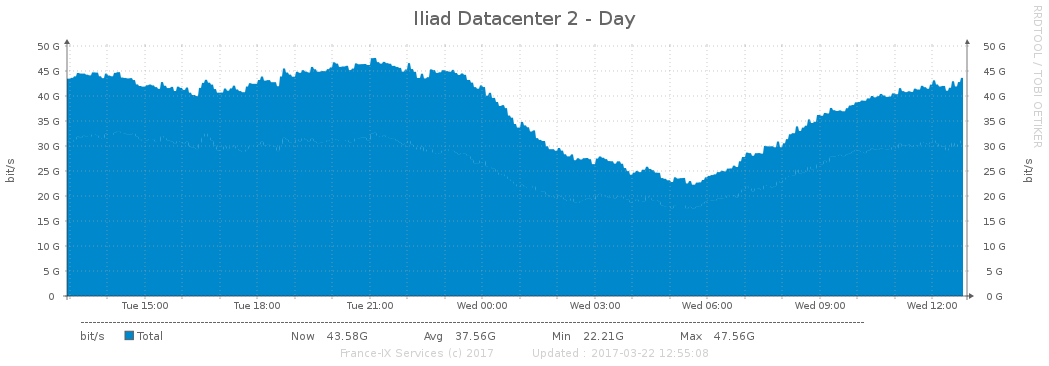 Iliad Datacenter 2 - Day
RRDTOOL / TOBI OETIKER
50 G 50 G
45 G 45 G
40 G 40 G
35 G 35 G
30 G 30 G
25 G 25 G
20 G 20 G
15 G 15 G
10 G 10 G
5 G 5 G
0 0 G
bit/s bit/s
Tue 15:00 Tue 18:00 Tue 21:00 Wed 00:00 Wed 03:00 Wed 06:00 Wed 09:00 Wed 12:00
bit/s Total Now 43.58G Avg 37.56G Min 22.21G Max 47.56G
France-IX Services (c) 2017 Updated : 2017-03-22 12:55:08